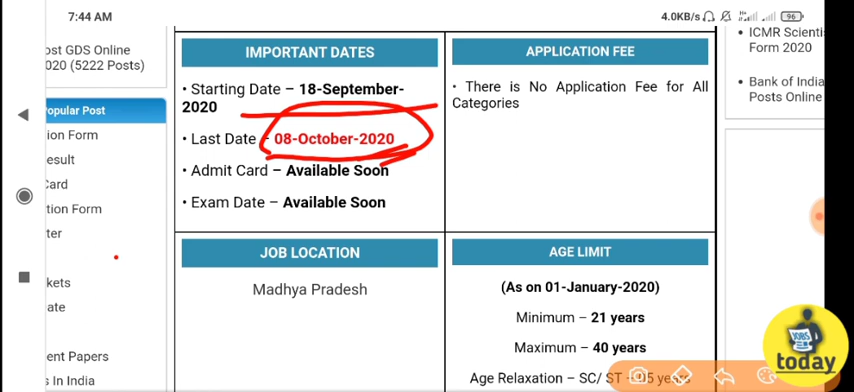 7:44 AM
4.0KB/s
96
ost GDS Online
020 (5222 Posts)
opular Post
ion Form
esult
Card
tion Form
ter
kets
ate
ent Papers
s In India
IMPORTANT DATES
• Starting Date – 18-September-
2020
• Last Date – 08-October-2020
• Admit Card – Available Soon
• Exam Date – Available Soon
APPLICATION FEE
• There is No Application Fee for All
Categories
JOB LOCATION
Madhya Pradesh
AGE LIMIT
(As on 01-January-2020)
Minimum – 21 years
Maximum – 40 years
Age Relaxation – SC/ ST – 05 years
• ICMR Scienti
Form 2020
• Bank of India
Posts Online
JOBS
today